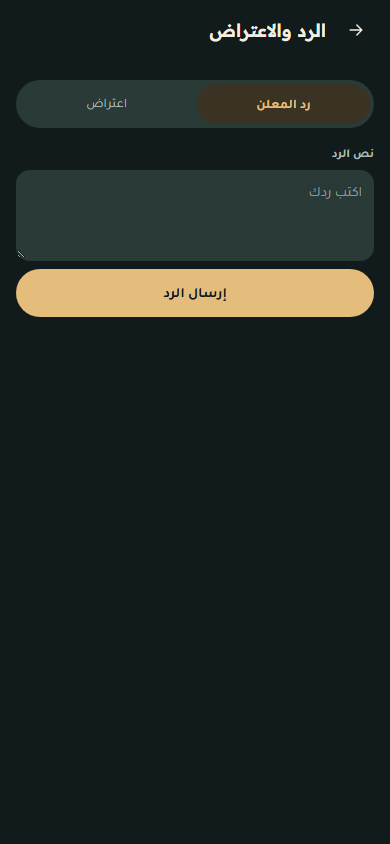 الرد والاعتراض
رد المعلن
اعتراض
نص الرد
اكتب ردك
إرسال الرد